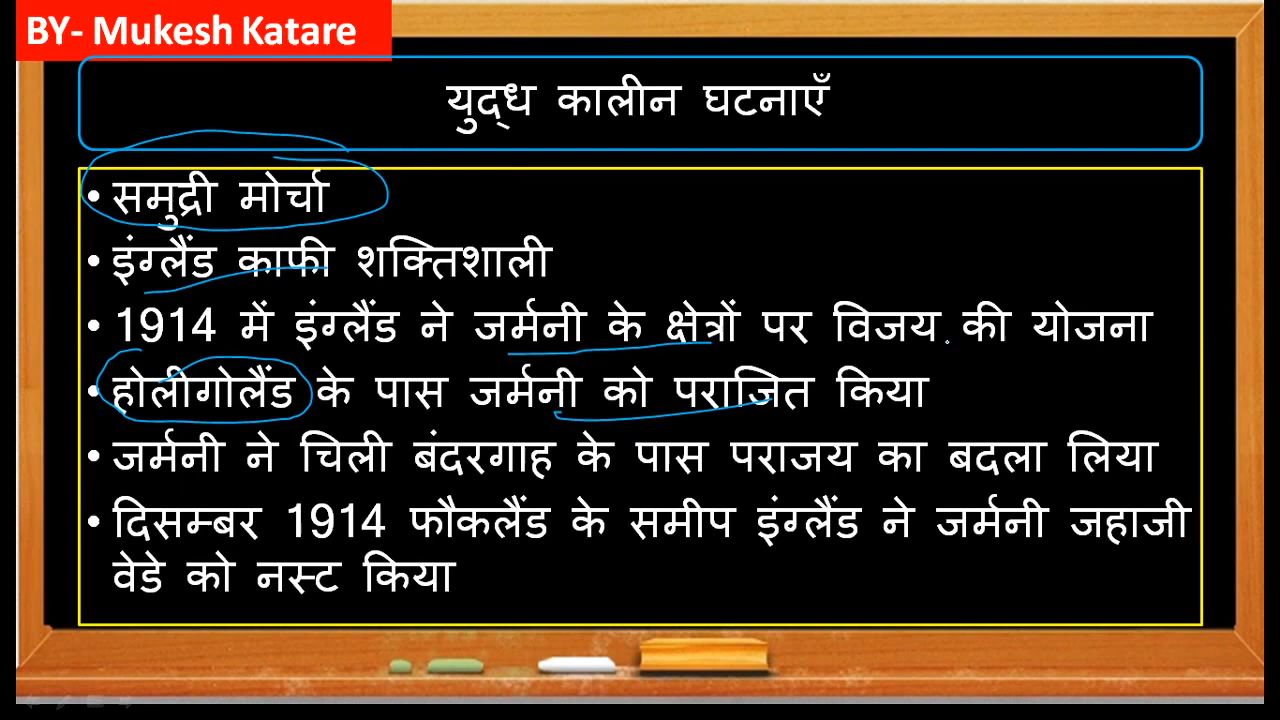 BY- Mukesh Katare
युद्ध कालीन घटनाएँ
• समुद्री मोर्चा
• इंग्लैंड काफी शक्तिशाली
• 1914 में इंग्लैंड ने जर्मनी के क्षेत्रों पर विजय की योजना
• होलीगोलैंड के पास जर्मनी को पराजित किया
• जर्मनी ने चिली बंदरगाह के पास पराजय का बदला लिया
• दिसम्बर 1914 फौकलैंड के समीप इंग्लैंड ने जर्मनी जहाजी
वेडे को नस्ट किया